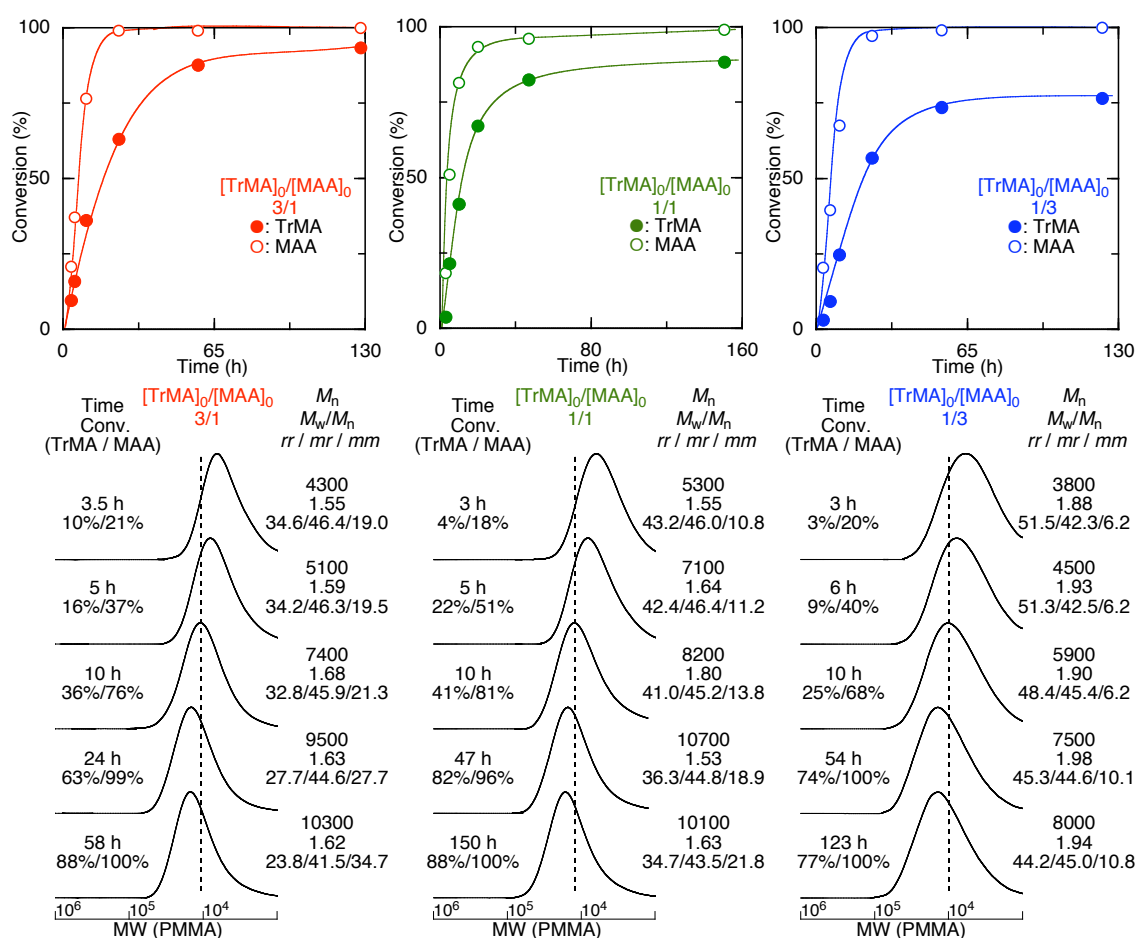 100
50
0
Conversion (%)
[TrMA]0/[MAA]0
3/1
●: TrMA
○: MAA
0 65 130
Time (h)
100
50
0
Conversion (%)
[TrMA]0/[MAA]0
1/1
●: TrMA
○: MAA
0 80 160
Time (h)
100
50
0
Conversion (%)
[TrMA]0/[MAA]0
1/3
●: TrMA
○: MAA
0 65 130
Time (h)
Time
Conv.
(TrMA / MAA)
[TrMA]0/[MAA]0
3/1
Mn
Mw/Mn
rr / mr / mm
3.5 h
10%/21%
4300
1.55
34.6/46.4/19.0
5 h
16%/37%
5100
1.59
34.2/46.3/19.5
10 h
36%/76%
7400
1.68
32.8/45.9/21.3
24 h
63%/99%
9500
1.63
27.7/44.6/27.7
58 h
88%/100%
10300
1.62
23.8/41.5/34.7
10^6 10^5 10^4
MW (PMMA)
Time
Conv.
(TrMA / MAA)
[TrMA]0/[MAA]0
1/1
Mn
Mw/Mn
rr / mr / mm
3 h
4%/18%
5300
1.55
43.2/46.0/10.8
5 h
22%/51%
7100
1.64
42.4/46.4/11.2
10 h
41%/81%
8200
1.80
41.0/45.2/13.8
47 h
82%/96%
10700
1.53
36.3/44.8/18.9
150 h
88%/100%
10100
1.63
34.7/43.5/21.8
10^6 10^5 10^4
MW (PMMA)
Time
Conv.
(TrMA / MAA)
[TrMA]0/[MAA]0
1/3
Mn
Mw/Mn
rr / mr / mm
3 h
3%/20%
3800
1.88
51.5/42.3/6.2
6 h
9%/40%
4500
1.93
51.3/42.5/6.2
10 h
25%/68%
5900
1.90
48.4/45.4/6.2
54 h
74%/100%
7500
1.98
45.3/44.6/10.1
123 h
77%/100%
8000
1.94
44.2/45.0/10.8
10^6 10^5 10^4
MW (PMMA)